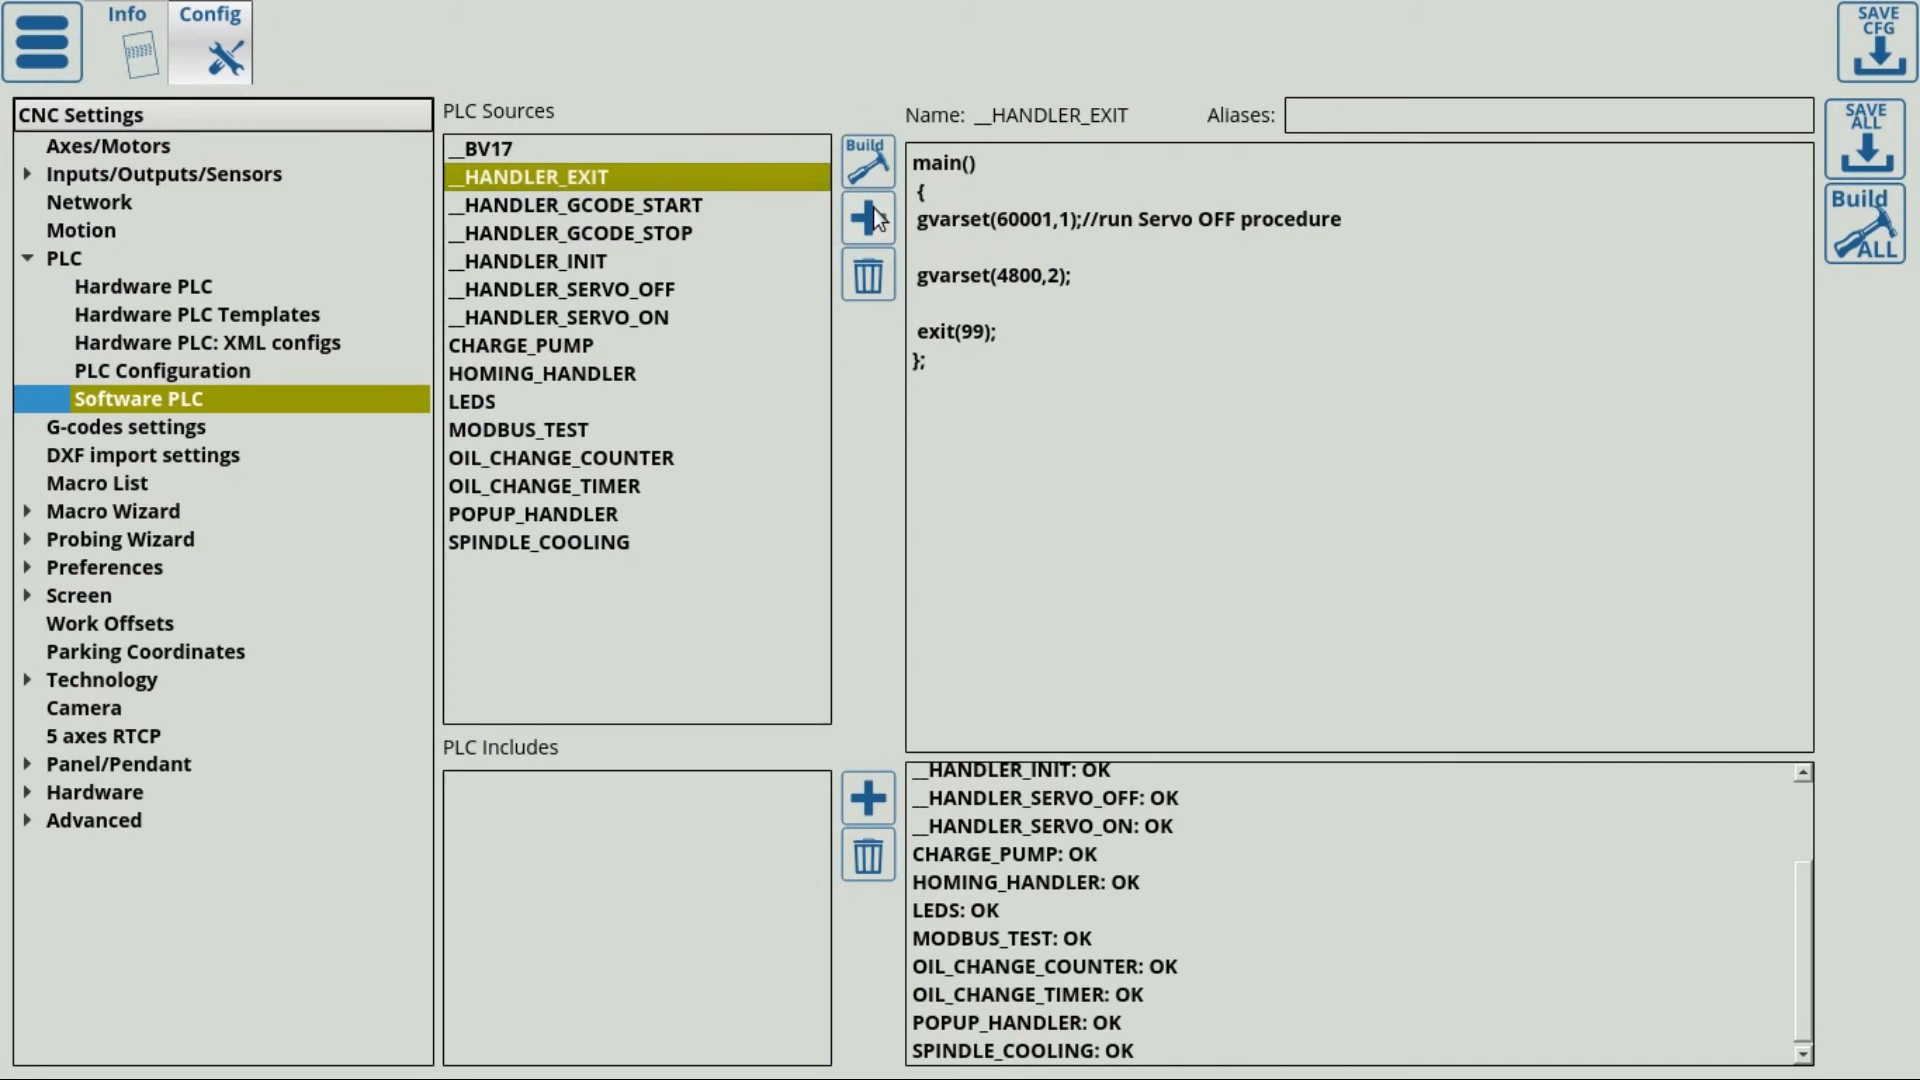 Info
Config
SAVE
CFG
CNC Settings
Axes/Motors
Inputs/Outputs/Sensors
Network
Motion
PLC
Hardware PLC
Hardware PLC Templates
Hardware PLC: XML configs
PLC Configuration
Software PLC
G-codes settings
DXF import settings
Macro List
Macro Wizard
Probing Wizard
Preferences
Screen
Work Offsets
Parking Coordinates
Technology
Camera
5 axes RTCP
Panel/Pendant
Hardware
Advanced
PLC Sources
__BV17
__HANDLER_EXIT
__HANDLER_GCODE_START
__HANDLER_GCODE_STOP
__HANDLER_INIT
__HANDLER_SERVO_OFF
__HANDLER_SERVO_ON
CHARGE_PUMP
HOMING_HANDLER
LEDS
MODBUS_TEST
OIL_CHANGE_COUNTER
OIL_CHANGE_TIMER
POPUP_HANDLER
SPINDLE_COOLING
Build
PLC Includes
Name: __HANDLER_EXIT Aliases:
main()
{
gvarset(60001,1);//run Servo OFF procedure
gvarset(4800,2);
exit(99);
};
__HANDLER_INIT: OK
__HANDLER_SERVO_OFF: OK
__HANDLER_SERVO_ON: OK
CHARGE_PUMP: OK
HOMING_HANDLER: OK
LEDS: OK
MODBUS_TEST: OK
OIL_CHANGE_COUNTER: OK
OIL_CHANGE_TIMER: OK
POPUP_HANDLER: OK
SPINDLE_COOLING: OK
SAVE
ALL
Build
ALL